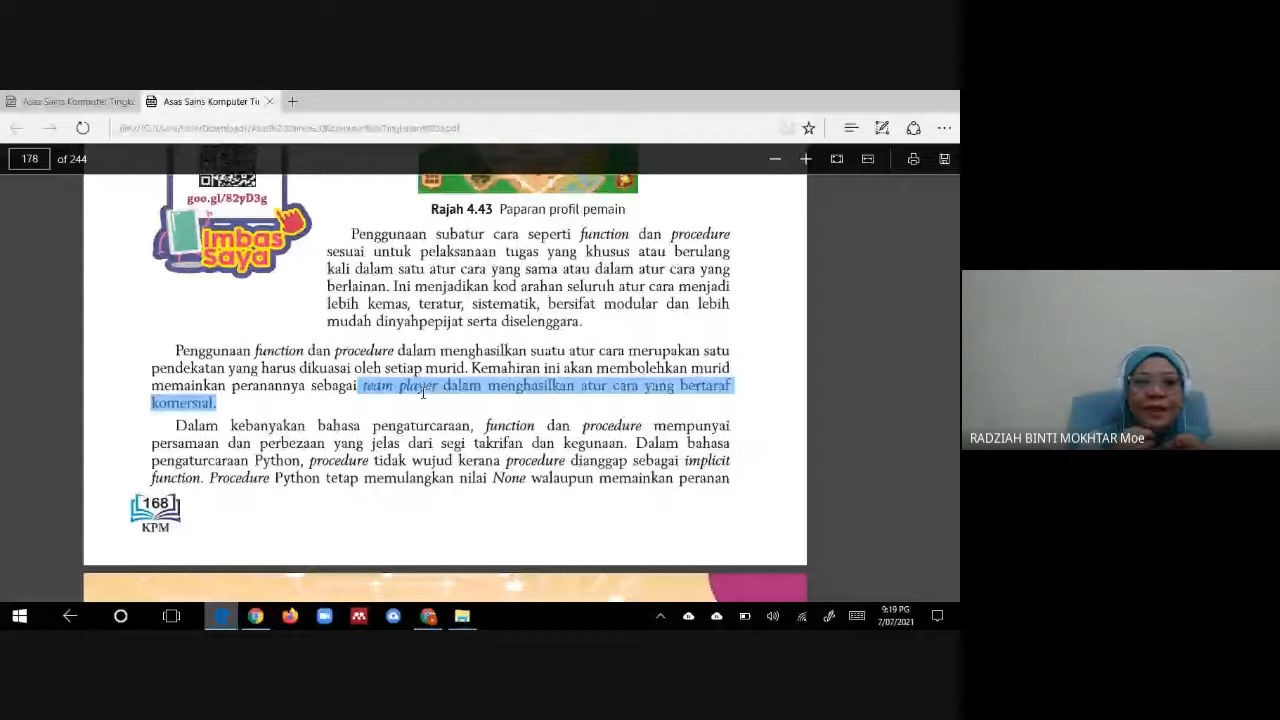 Asas Sains Komputer Tingka
Asas Sains Komputer Ti
178 of 244
goo.gl/82yD3g
Imbas
Saya
Rajah 4.43 Paparan profil pemain
Penggunaan subatur cara seperti function dan procedure
sesuai untuk pelaksanaan tugas yang khusus atau berulang
kali dalam satu atur cara yang sama atau dalam atur cara yang
berlainan. Ini menjadikan kod arahan seluruh atur cara menjadi
lebih kemas, teratur, sistematik, bersifat modular dan lebih
mudah dinyahpepijat serta diselenggara.
Penggunaan function dan procedure dalam menghasilkan suatu atur cara merupakan satu
pendekatan yang harus dikuasai oleh setiap murid. Kemahiran ini akan membolehkan murid
memainkan peranannya sebagai team player dalam menghasilkan atur cara yang bertaraf
komersial.
Dalam kebanyakan bahasa pengaturcaraan, function dan procedure mempunyai
persamaan dan perbezaan yang jelas dari segi takrifan dan kegunaan. Dalam bahasa
pengaturcaraan Python, procedure tidak wujud kerana procedure dianggap sebagai implicit
function. Procedure Python tetap memulangkan nilai None walaupun memainkan peranan
168
KPM
RADZIAH BINTI MOKHTAR Moe
9:19 PG
7/07/2021